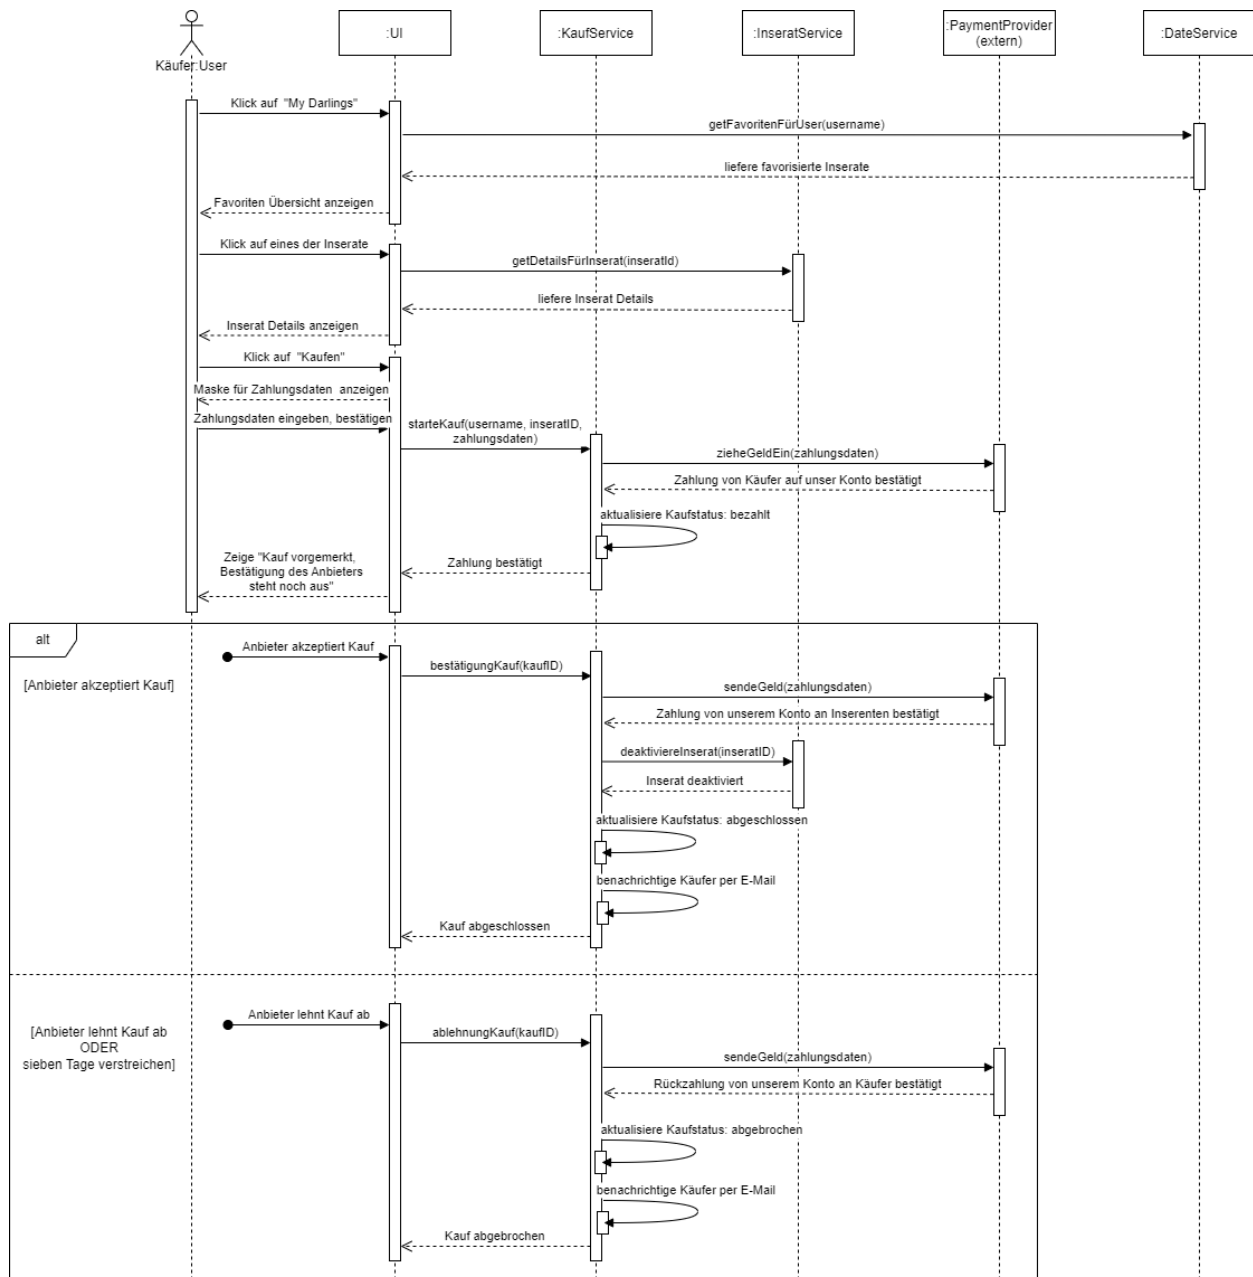 Käufer:User
:UI
:KaufService
:InseratService
:PaymentProvider
(extern)
:DateService
Klick auf "My Darlings"
getFavoritenFürUser(username)
liefere favorisierte Inserate
Favoriten Übersicht anzeigen
Klick auf eines der Inserate
getDetailsFürInserat(inseratId)
liefere Inserat Details
Inserat Details anzeigen
Klick auf "Kaufen"
Maske für Zahlungsdaten anzeigen
Zahlungsdaten eingeben, bestätigen
starteKauf(username, inseratID,
zahlungsdaten)
zieheGeldEin(zahlungsdaten)
Zahlung von Käufer auf unser Konto bestätigt
aktualisiere Kaufstatus: bezahlt
Zahlung bestätigt
Zeige "Kauf vorgemerkt,
Bestätigung des Anbieters
steht noch aus"
alt
[Anbieter akzeptiert Kauf]
Anbieter akzeptiert Kauf
bestätigungKauf(kaufID)
sendeGeld(zahlungsdaten)
Zahlung von unserem Konto an Inserenten bestätigt
deaktiviereInserat(inseratID)
Inserat deaktiviert
aktualisiere Kaufstatus: abgeschlossen
benachrichtige Käufer per E-Mail
Kauf abgeschlossen
[Anbieter lehnt Kauf ab
ODER
sieben Tage verstreichen]
Anbieter lehnt Kauf ab
ablehnungKauf(kaufID)
sendeGeld(zahlungsdaten)
Rückzahlung von unserem Konto an Käufer bestätigt
aktualisiere Kaufstatus: abgebrochen
benachrichtige Käufer per E-Mail
Kauf abgebrochen